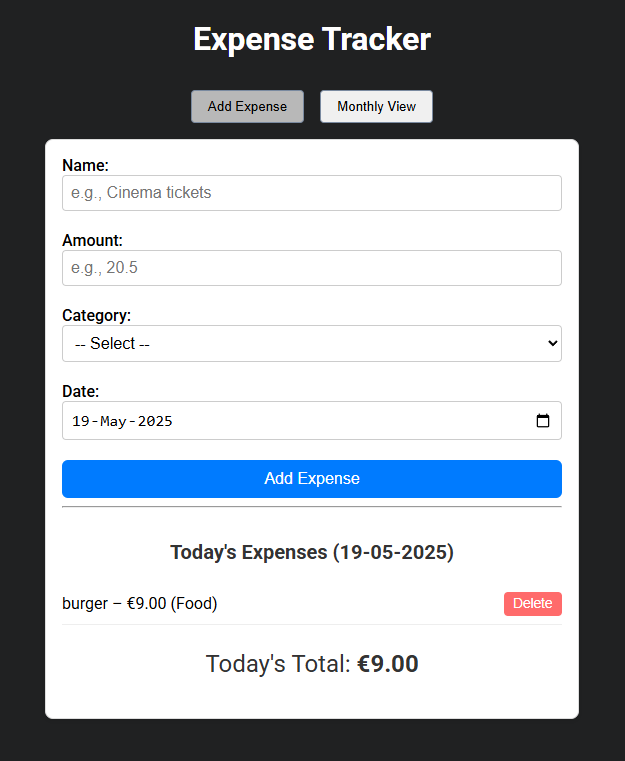 Expense Tracker
Add Expense Monthly View
Name:
e.g., Cinema tickets
Amount:
e.g., 20.5
Category:
-- Select --
Date:
19-May-2025
Add Expense
Today's Expenses (19-05-2025)
burger – €9.00 (Food) Delete
Today's Total: €9.00